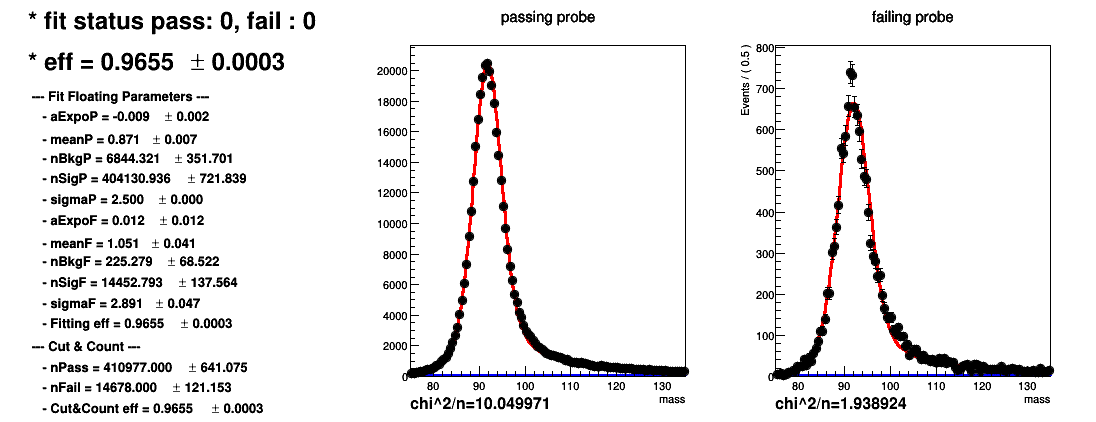 * fit status pass: 0, fail : 0
* eff = 0.9655 ± 0.0003
--- Fit Floating Parameters ---
- aExpoP = -0.009 ± 0.002
- meanP = 0.871 ± 0.007
- nBkgP = 6844.321 ± 351.701
- nSigP = 404130.936 ± 721.839
- sigmaP = 2.500 ± 0.000
- aExpoF = 0.012 ± 0.012
- meanF = 1.051 ± 0.041
- nBkgF = 225.279 ± 68.522
- nSigF = 14452.793 ± 137.564
- sigmaF = 2.891 ± 0.047
- Fitting eff = 0.9655 ± 0.0003
--- Cut & Count ---
- nPass = 410977.000 ± 641.075
- nFail = 14678.000 ± 121.153
- Cut&Count eff = 0.9655 ± 0.0003
passing probe
20000
18000
16000
14000
12000
10000
8000
6000
4000
2000
0
80 90 100 110 120 130
mass
chi^2/n=10.049971
failing probe
Events / ( 0.5 )
800
700
600
500
400
300
200
100
0
80 90 100 110 120 130
mass
chi^2/n=1.938924